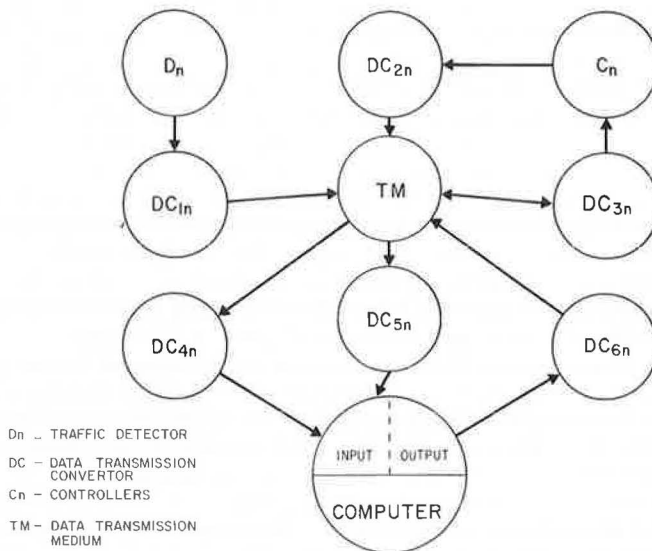 Dn
DC2n
Cn
DC1n
TM
DC3n
DC4n
DC5n
DC6n
INPUT OUTPUT
COMPUTER
Dn - TRAFFIC DETECTOR
DC - DATA TRANSMISSION
CONVERTOR
Cn - CONTROLLERS
TM - DATA TRANSMISSION
MEDIUM